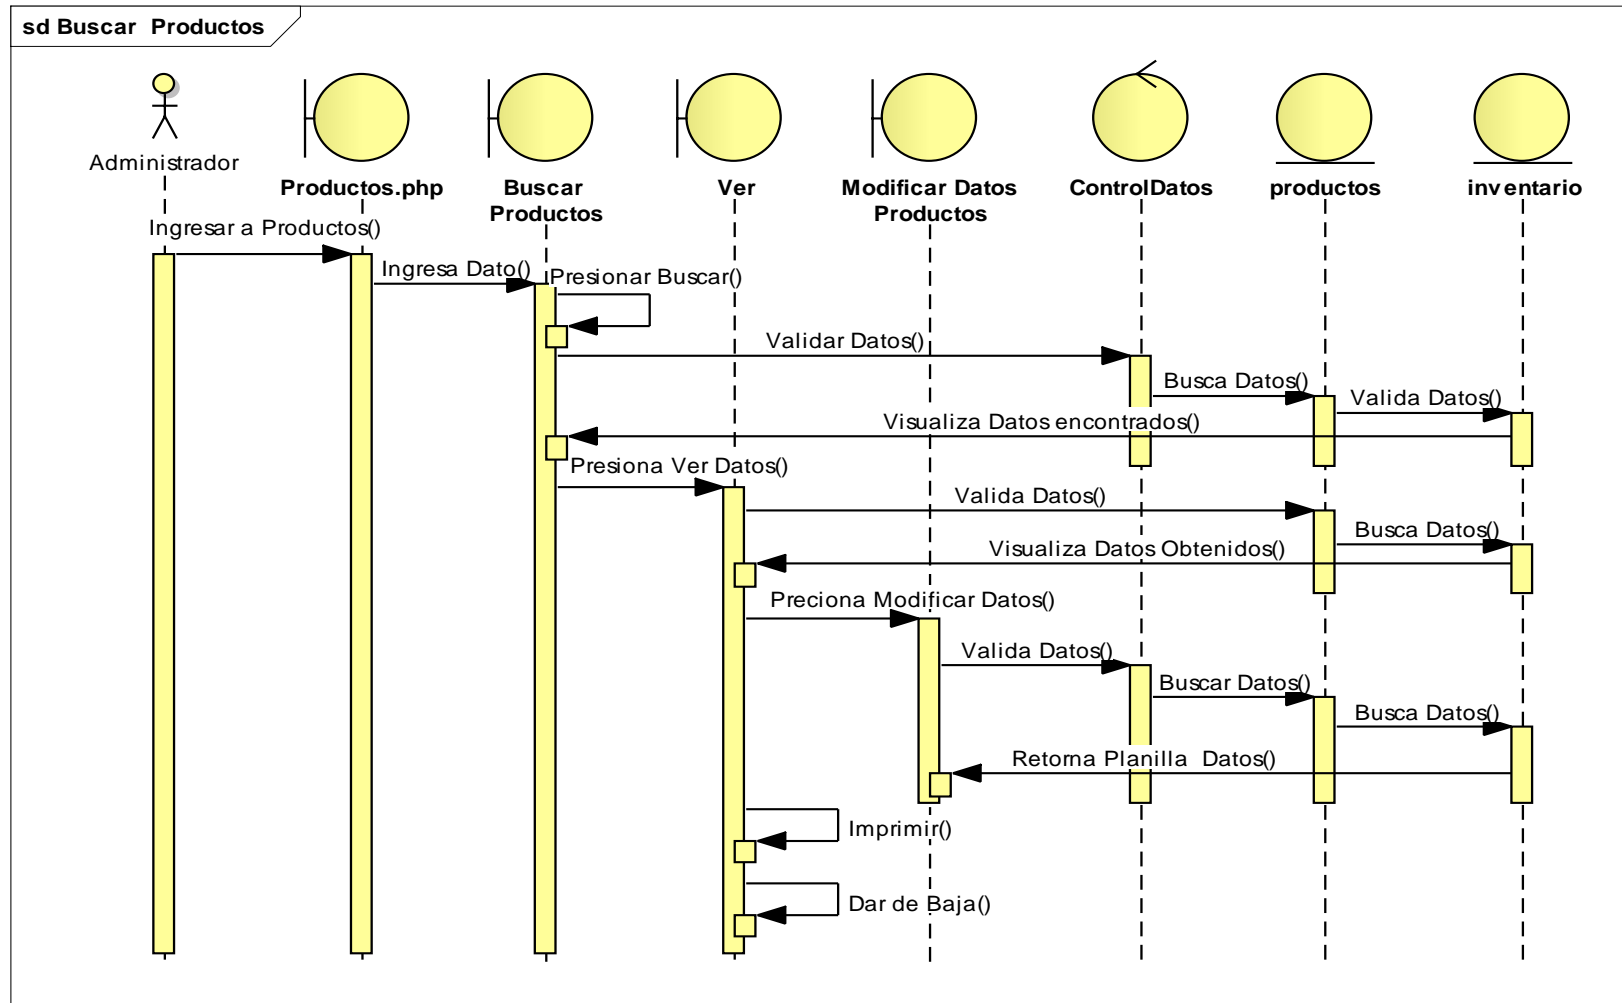 sd Buscar  Productos
Administrador
Productos.php
Buscar
Productos
Ver
Modificar Datos
Productos
ControlDatos
productos
inventario
Ingresar a Productos()
Ingresa Dato()
Presionar Buscar()
Validar Datos()
Busca Datos()
Valida Datos()
Visualiza Datos encontrados()
Presiona Ver Datos()
Valida Datos()
Busca Datos()
Visualiza Datos Obtenidos()
Preciona Modificar Datos()
Valida Datos()
Buscar Datos()
Busca Datos()
Retorna Planilla  Datos()
Imprimir()
Dar de Baja()